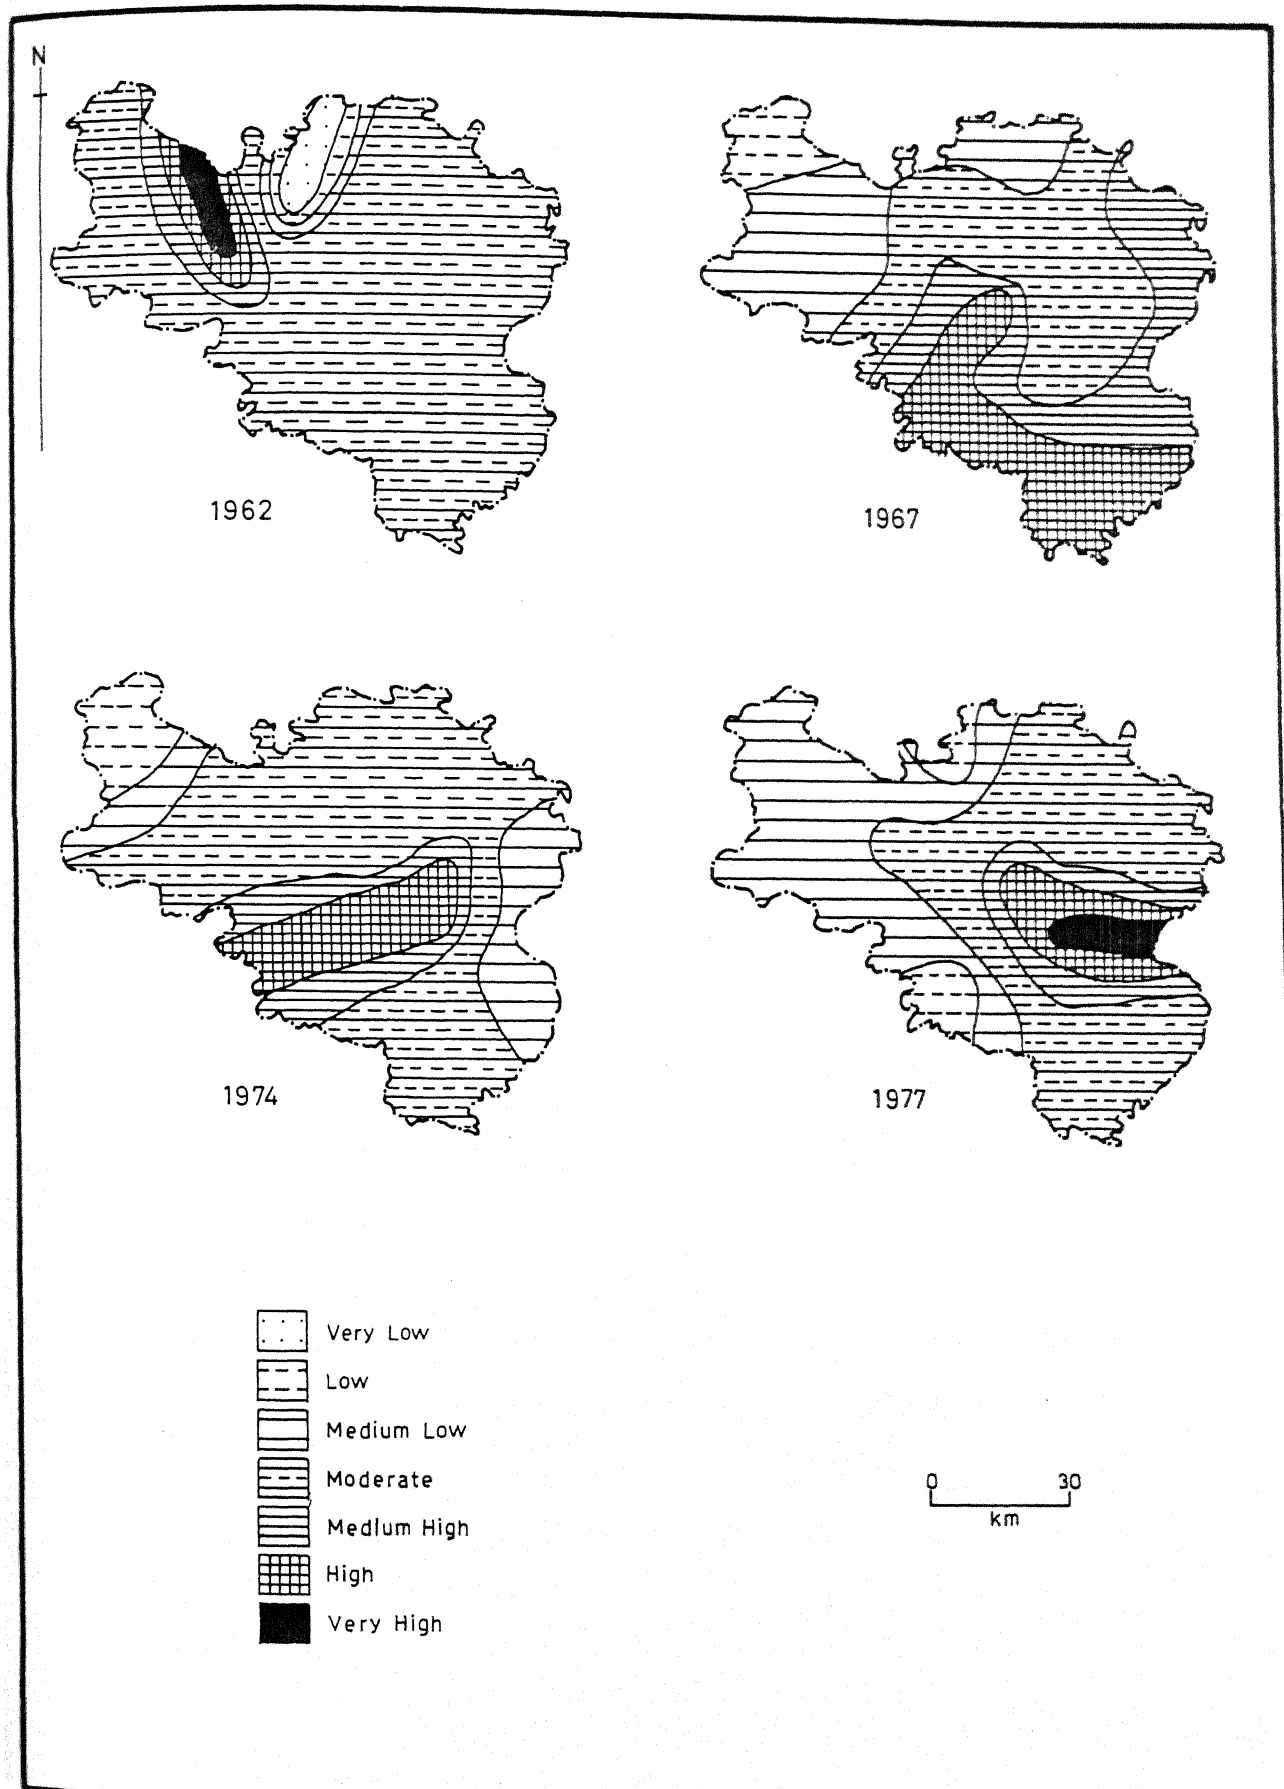 N
1962
1967
1974
1977
Very Low
Low
Medium Low
Moderate
Medium High
High
Very High
0 30
km